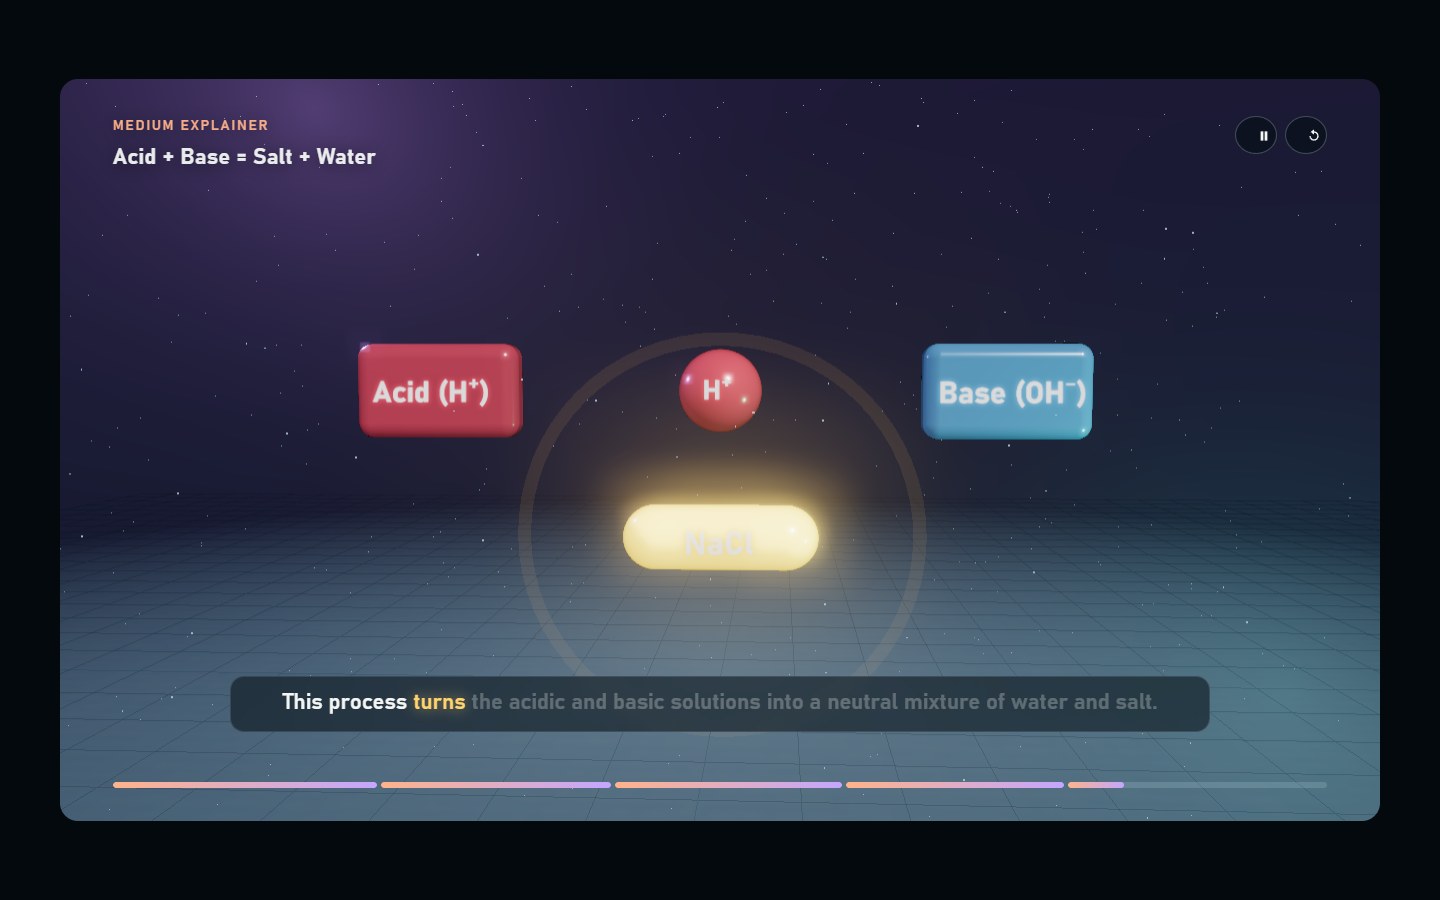 MEDIUM EXPLAINER
Acid + Base = Salt + Water
Acid (H⁺)
H⁺
Base (OH⁻)
NaCl
This process turns the acidic and basic solutions into a neutral mixture of water and salt.